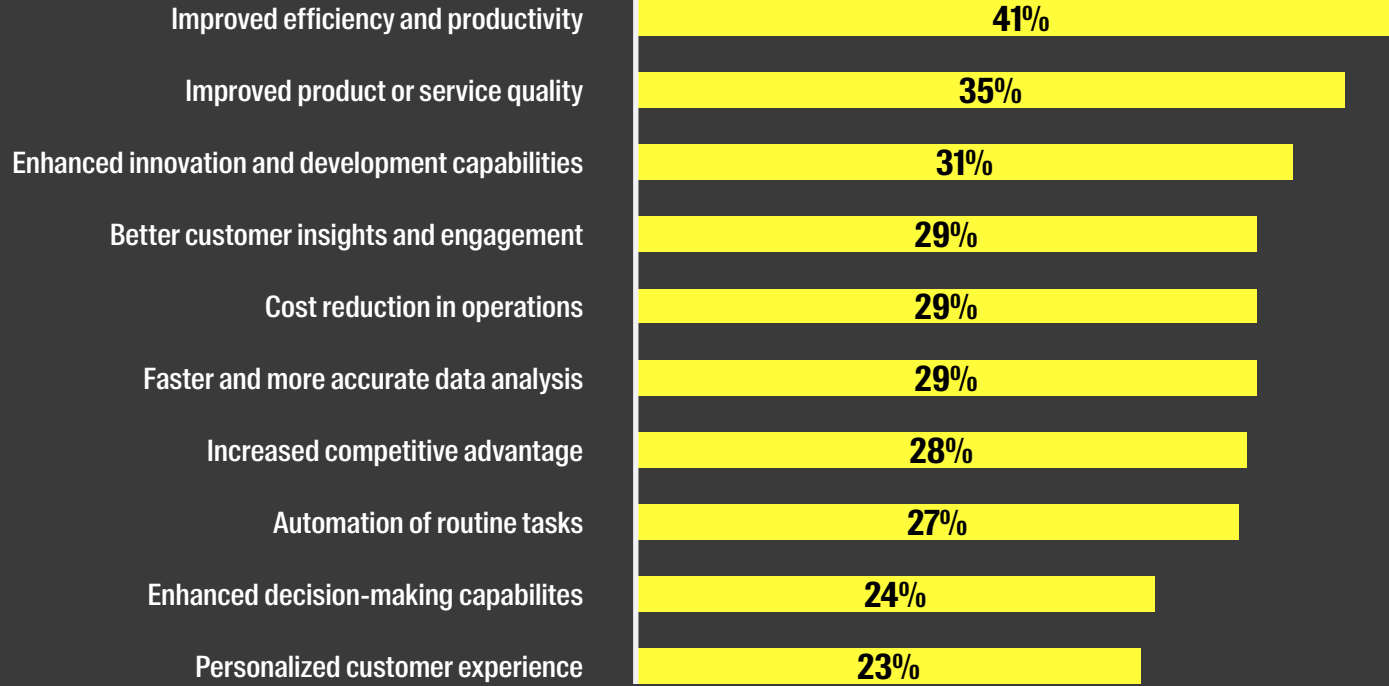 Improved efficiency and productivity 41%
Improved product or service quality 35%
Enhanced innovation and development capabilities 31%
Better customer insights and engagement 29%
Cost reduction in operations 29%
Faster and more accurate data analysis 29%
Increased competitive advantage 28%
Automation of routine tasks 27%
Enhanced decision-making capabilites 24%
Personalized customer experience 23%